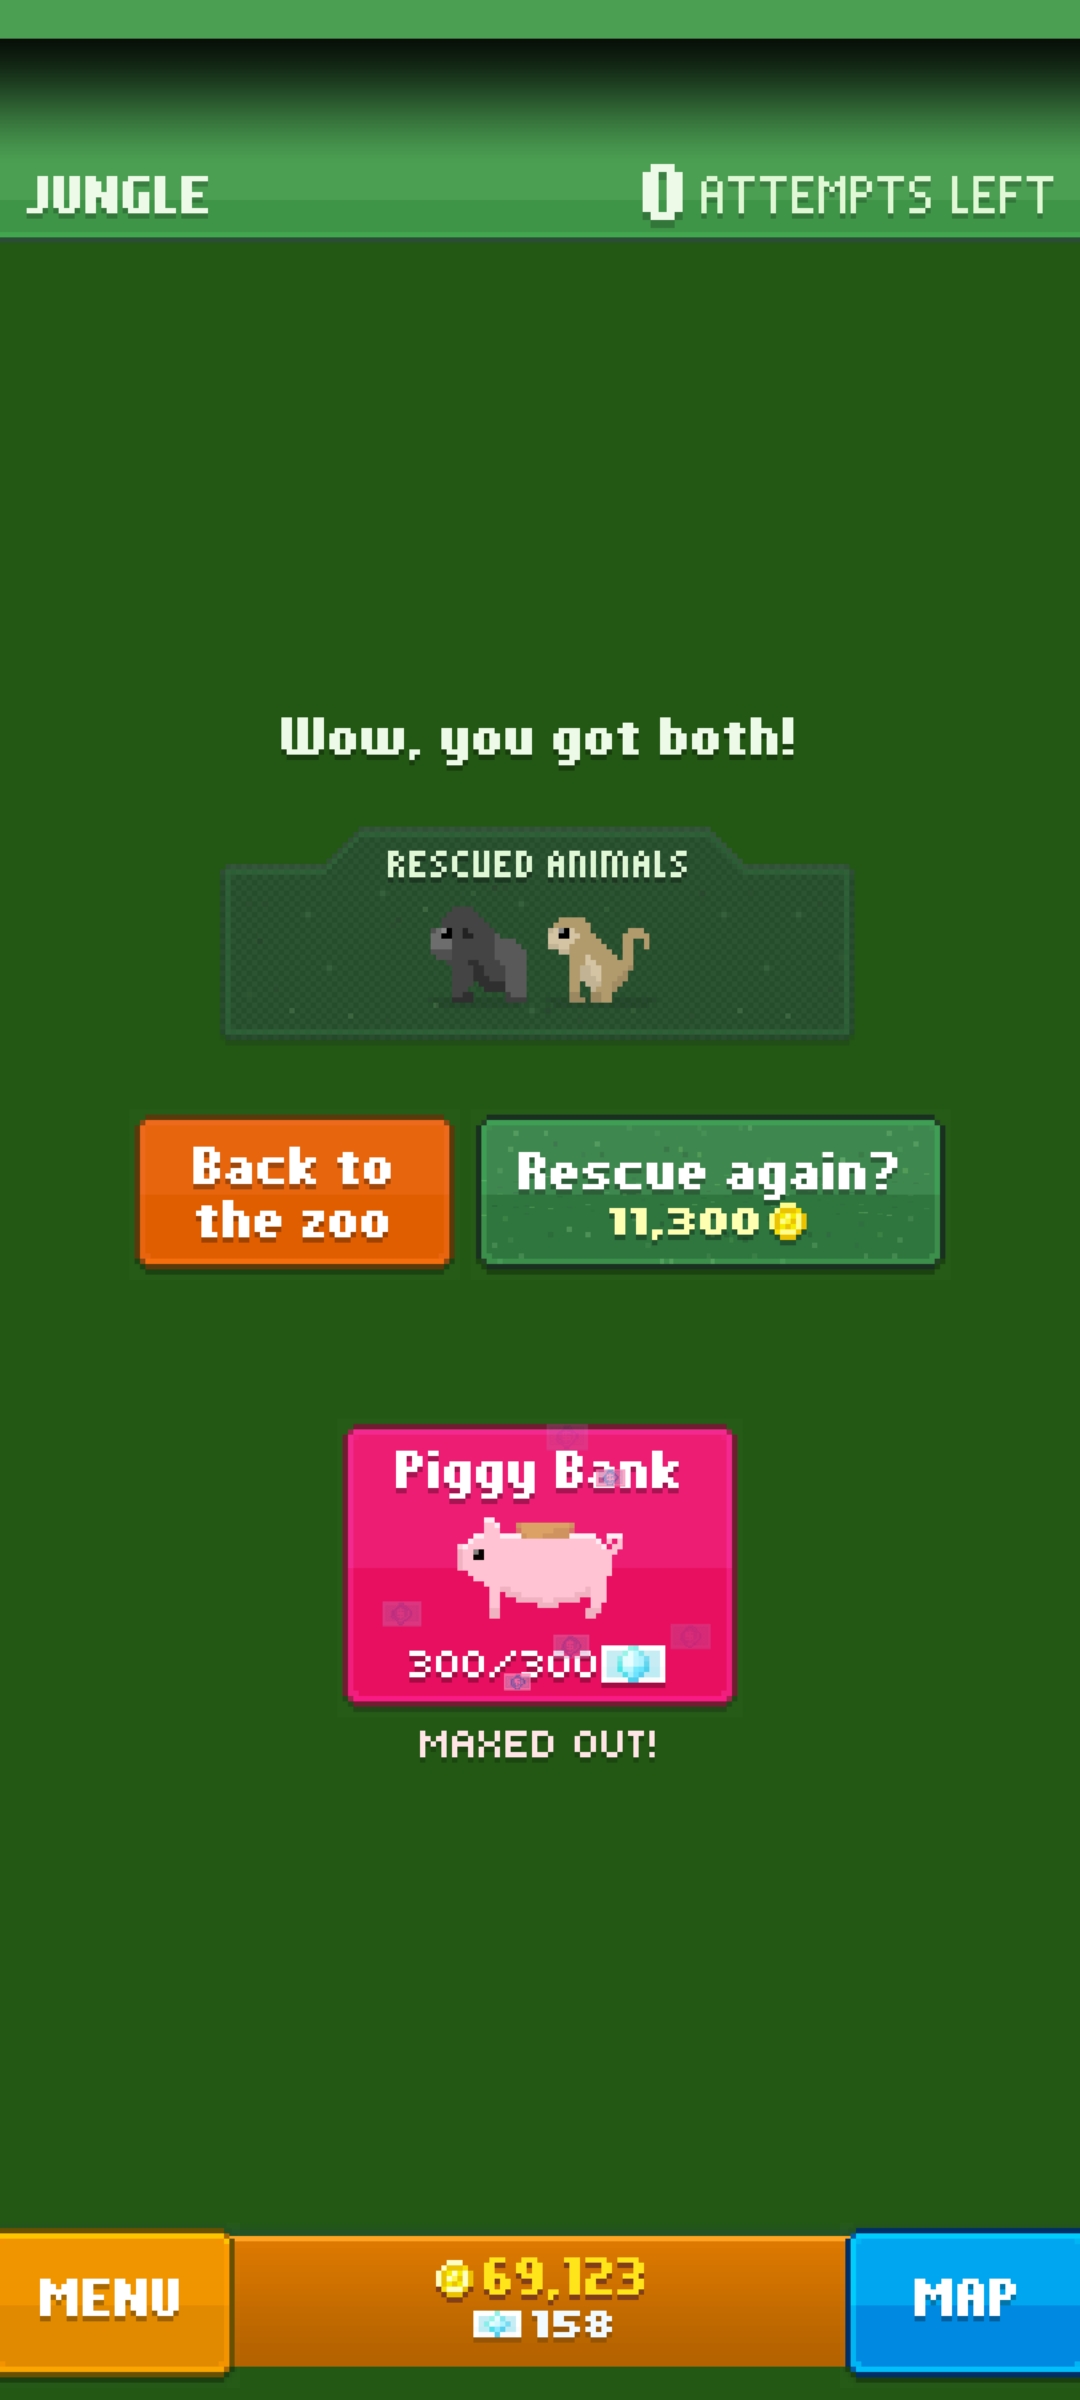 JUNGLE
0 ATTEMPTS LEFT
Wow, you got both!
RESCUED ANIMALS
Back to
the zoo
Rescue again?
11,300
Piggy Bank
300/300
MAXED OUT!
MENU
69,123
158
MAP